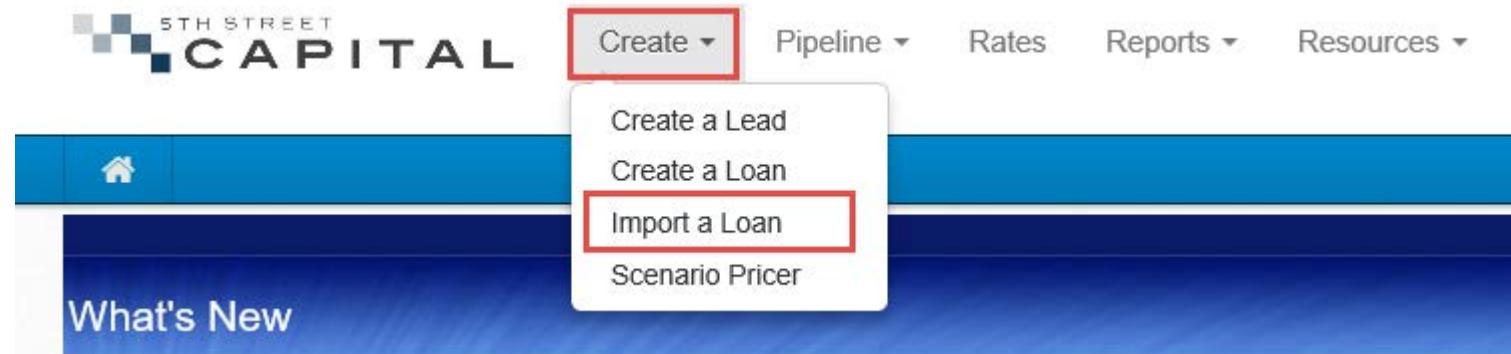 5TH STREET
CAPITAL
Create Pipeline Rates Reports Resources
Create a Lead
Create a Loan
Import a Loan
Scenario Pricer
What's New